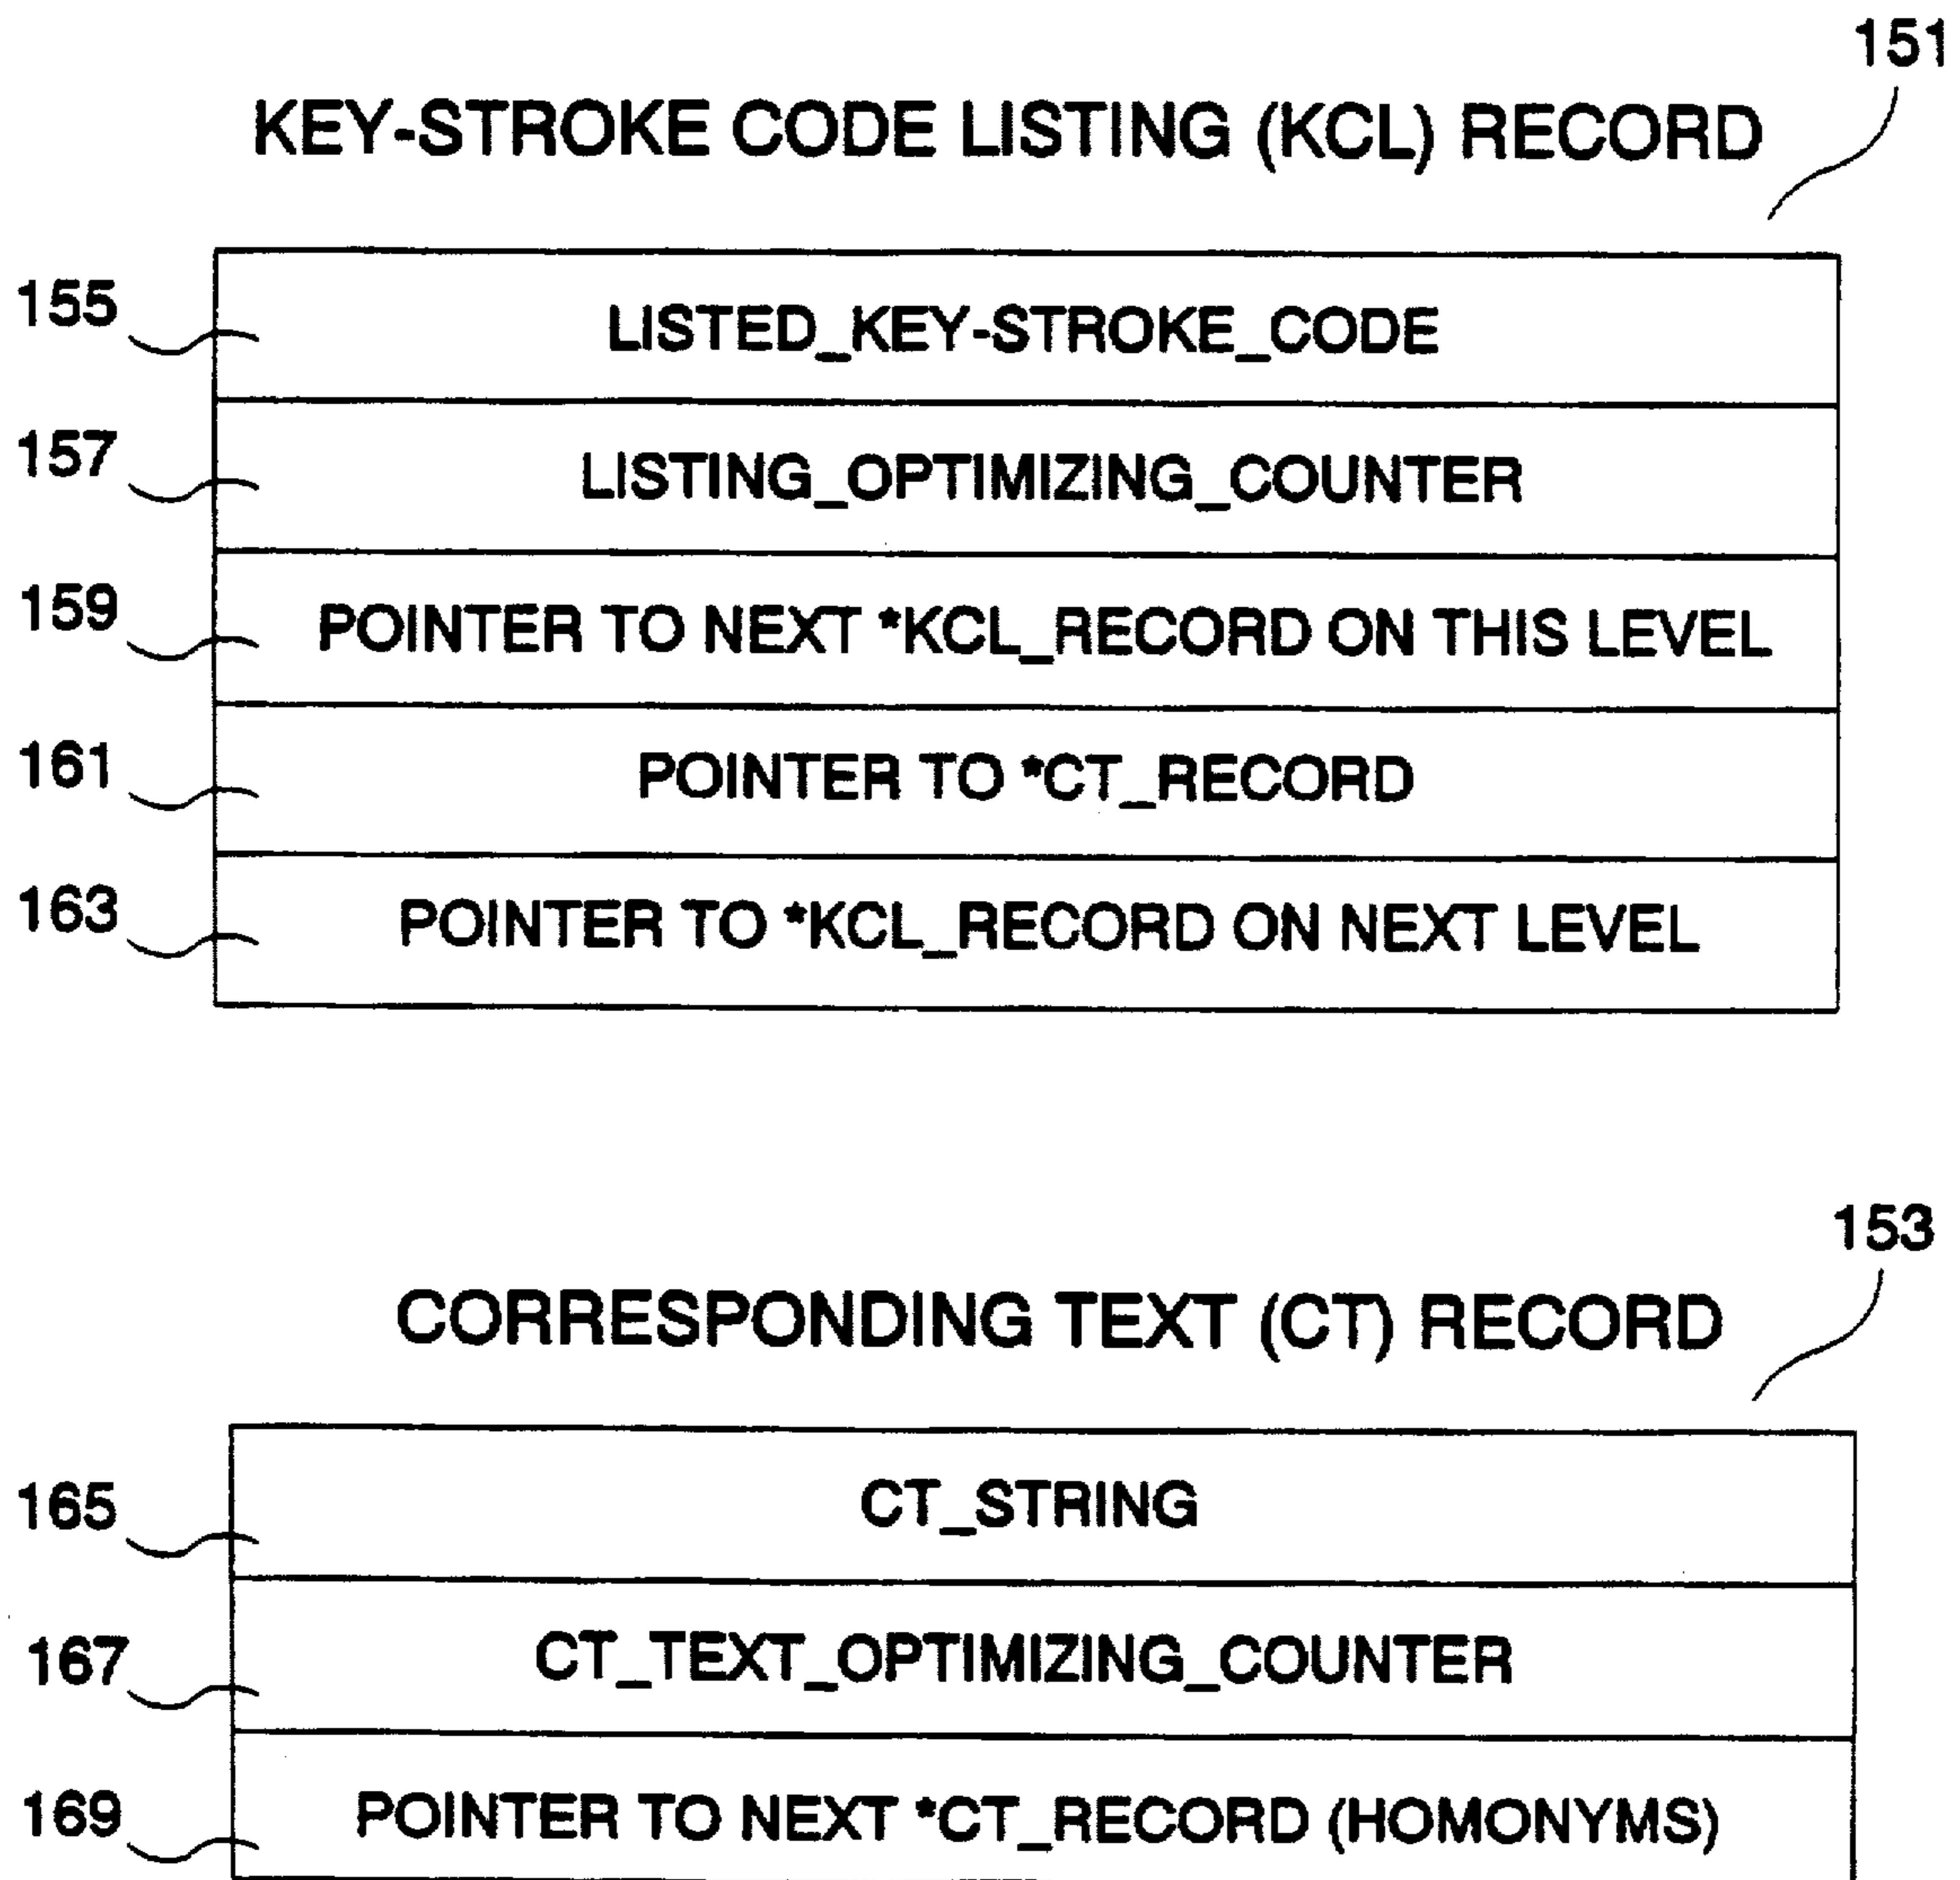 151
KEY-STROKE CODE LISTING (KCL) RECORD
155 LISTED_KEY-STROKE_CODE
157 LISTING_OPTIMIZING_COUNTER
159 POINTER TO NEXT *KCL_RECORD ON THIS LEVEL
161 POINTER TO *CT_RECORD
163 POINTER TO *KCL_RECORD ON NEXT LEVEL
153
CORRESPONDING TEXT (CT) RECORD
165 CT_STRING
167 CT_TEXT_OPTIMIZING_COUNTER
169 POINTER TO NEXT *CT_RECORD (HOMONYMS)